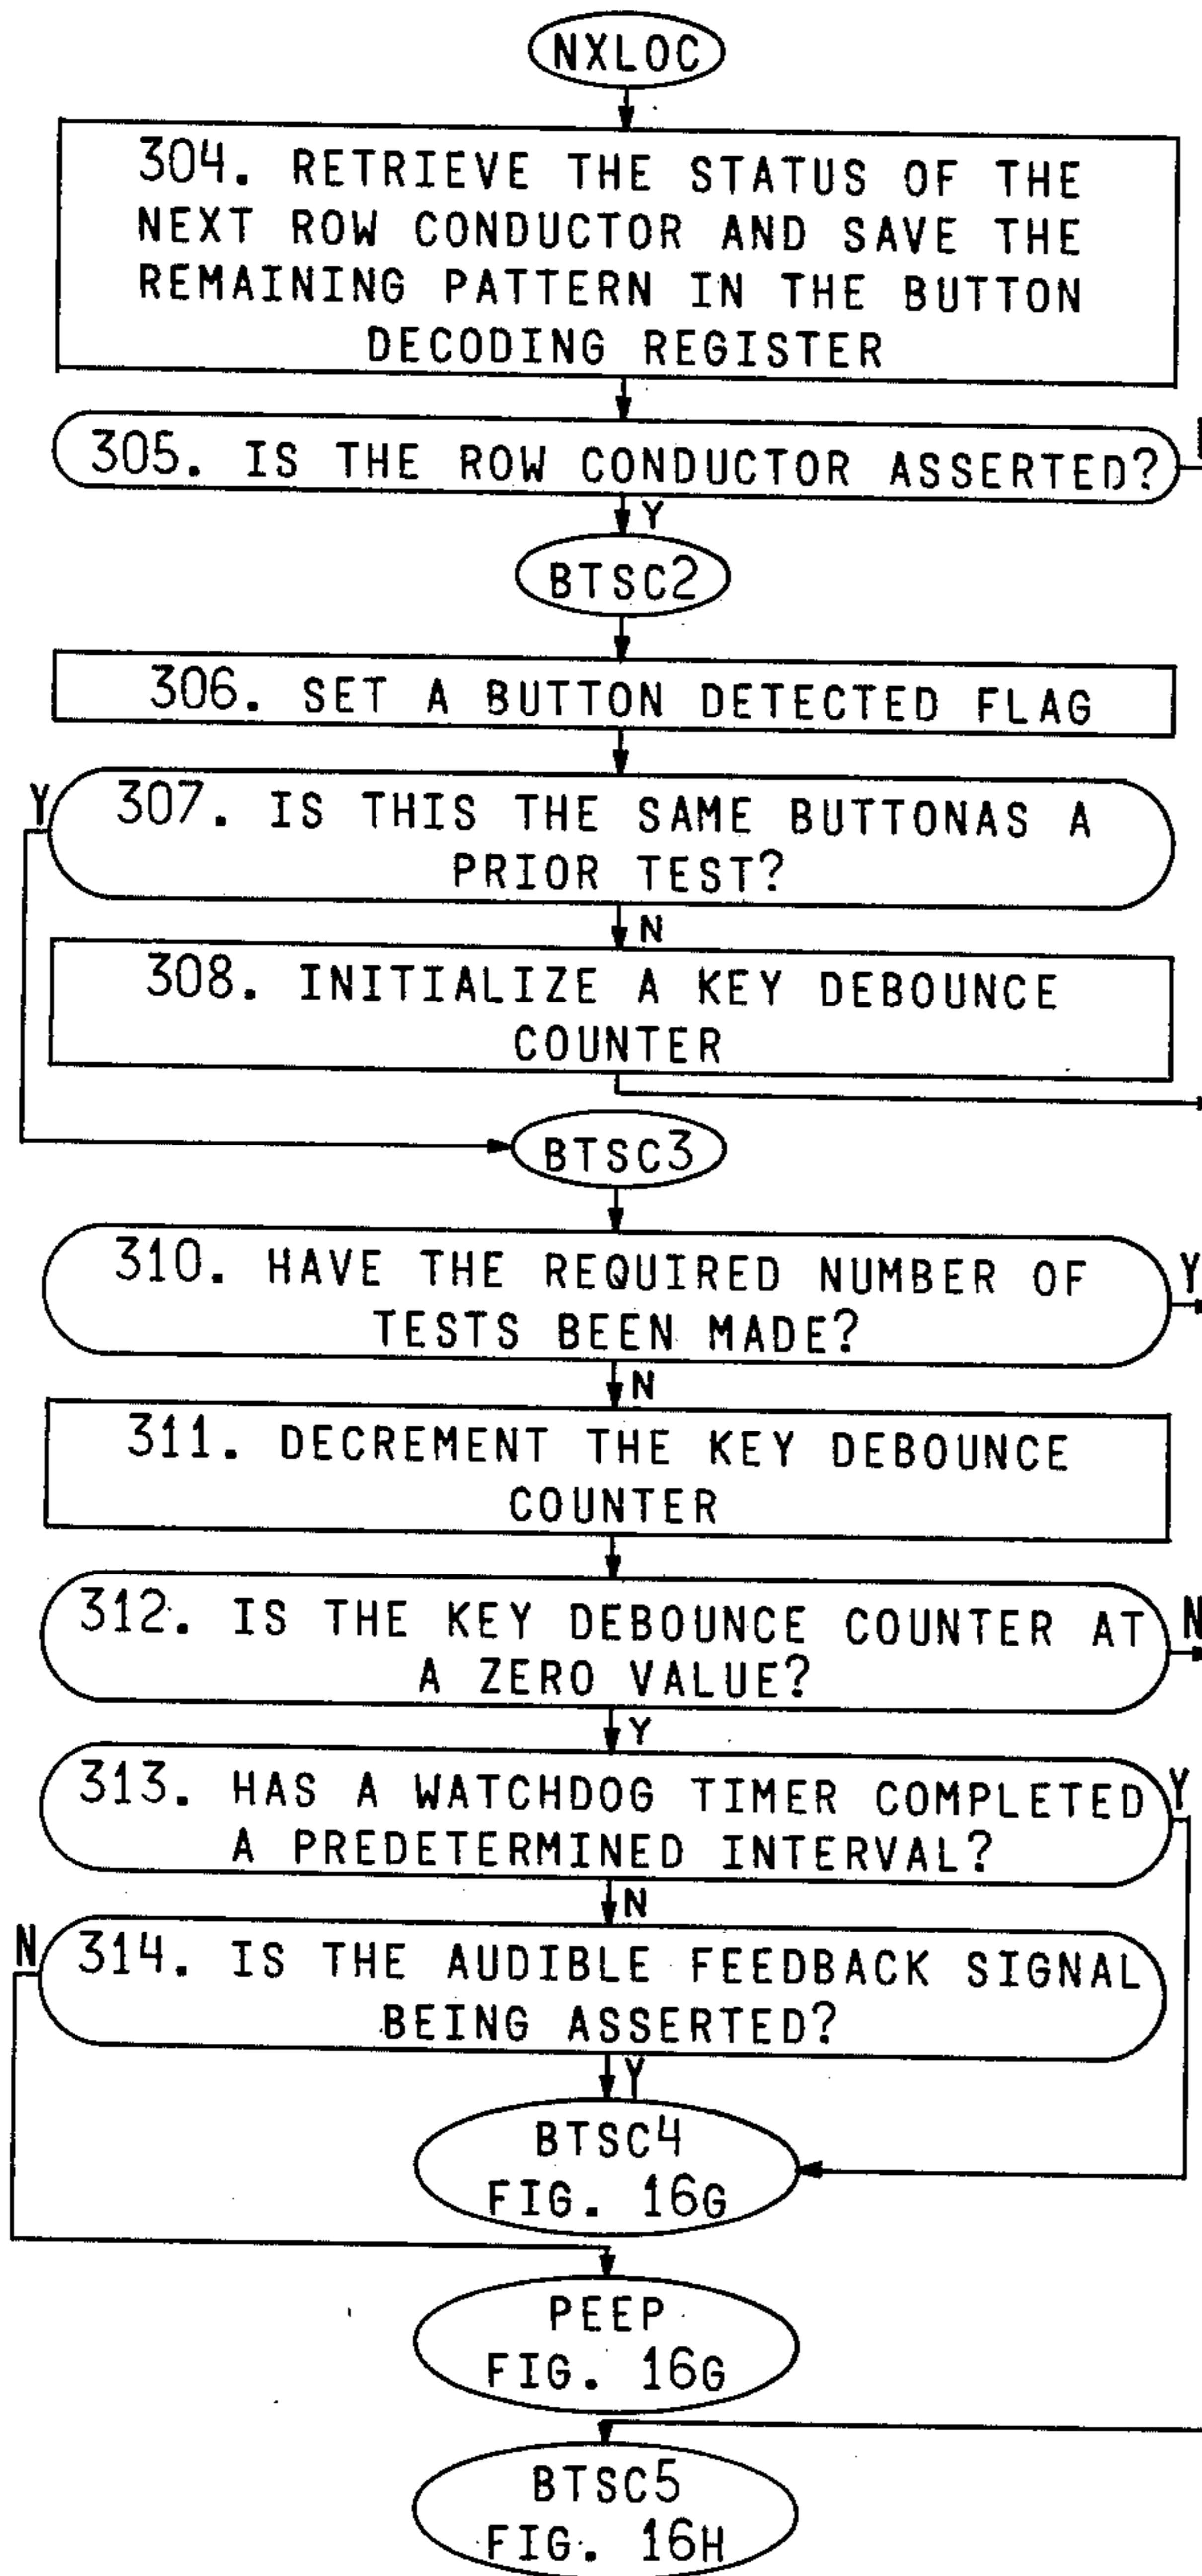 NXLOC
304. RETRIEVE THE STATUS OF THE
NEXT ROW CONDUCTOR AND SAVE THE
REMAINING PATTERN IN THE BUTTON
DECODING REGISTER
305. IS THE ROW CONDUCTOR ASSERTED?
Y
BTSC2
306. SET A BUTTON DETECTED FLAG
Y
307. IS THIS THE SAME BUTTONAS A
PRIOR TEST?
N
308. INITIALIZE A KEY DEBOUNCE
COUNTER
BTSC3
310. HAVE THE REQUIRED NUMBER OF
TESTS BEEN MADE?
Y
N
311. DECREMENT THE KEY DEBOUNCE
COUNTER
312. IS THE KEY DEBOUNCE COUNTER AT
A ZERO VALUE?
N
Y
313. HAS A WATCHDOG TIMER COMPLETED
A PREDETERMINED INTERVAL?
Y
N
N
314. IS THE AUDIBLE FEEDBACK SIGNAL
BEING ASSERTED?
Y
BTSC4
FIG. 16G
PEEP
FIG. 16G
BTSC5
FIG. 16H